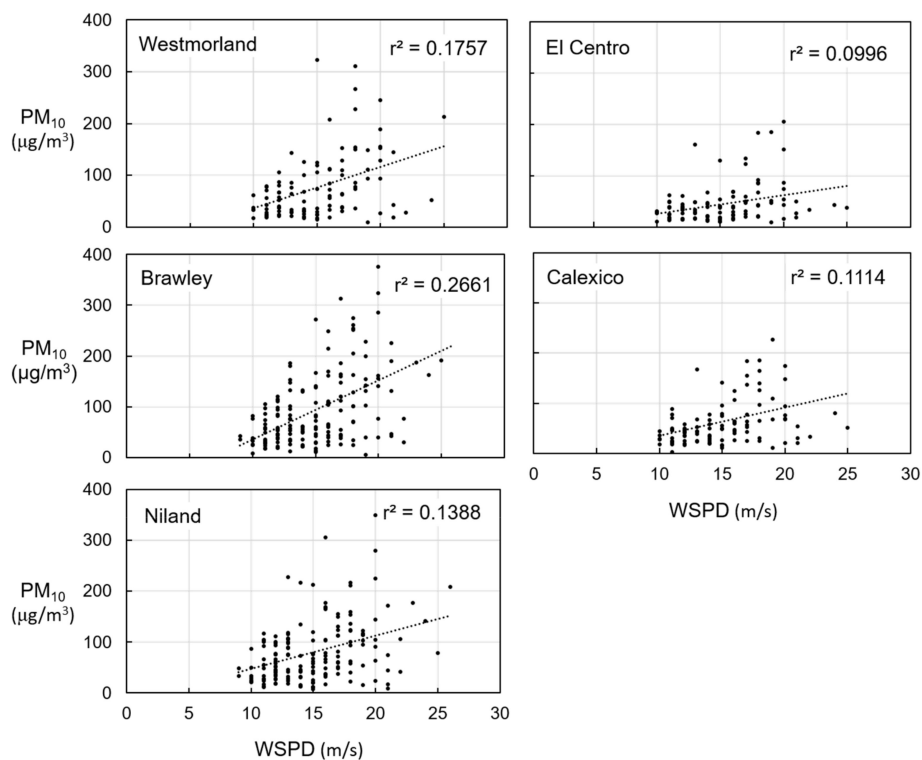 400
300
200
100
0
PM₁₀
(µg/m³)
Westmorland
r² = 0.1757
El Centro
r² = 0.0996
400
300
200
100
0
PM₁₀
(µg/m³)
Brawley
r² = 0.2661
Calexico
r² = 0.1114
0 5 10 15 20 25 30
WSPD (m/s)
400
300
200
100
0
PM₁₀
(µg/m³)
Niland
r² = 0.1388
0 5 10 15 20 25 30
WSPD (m/s)